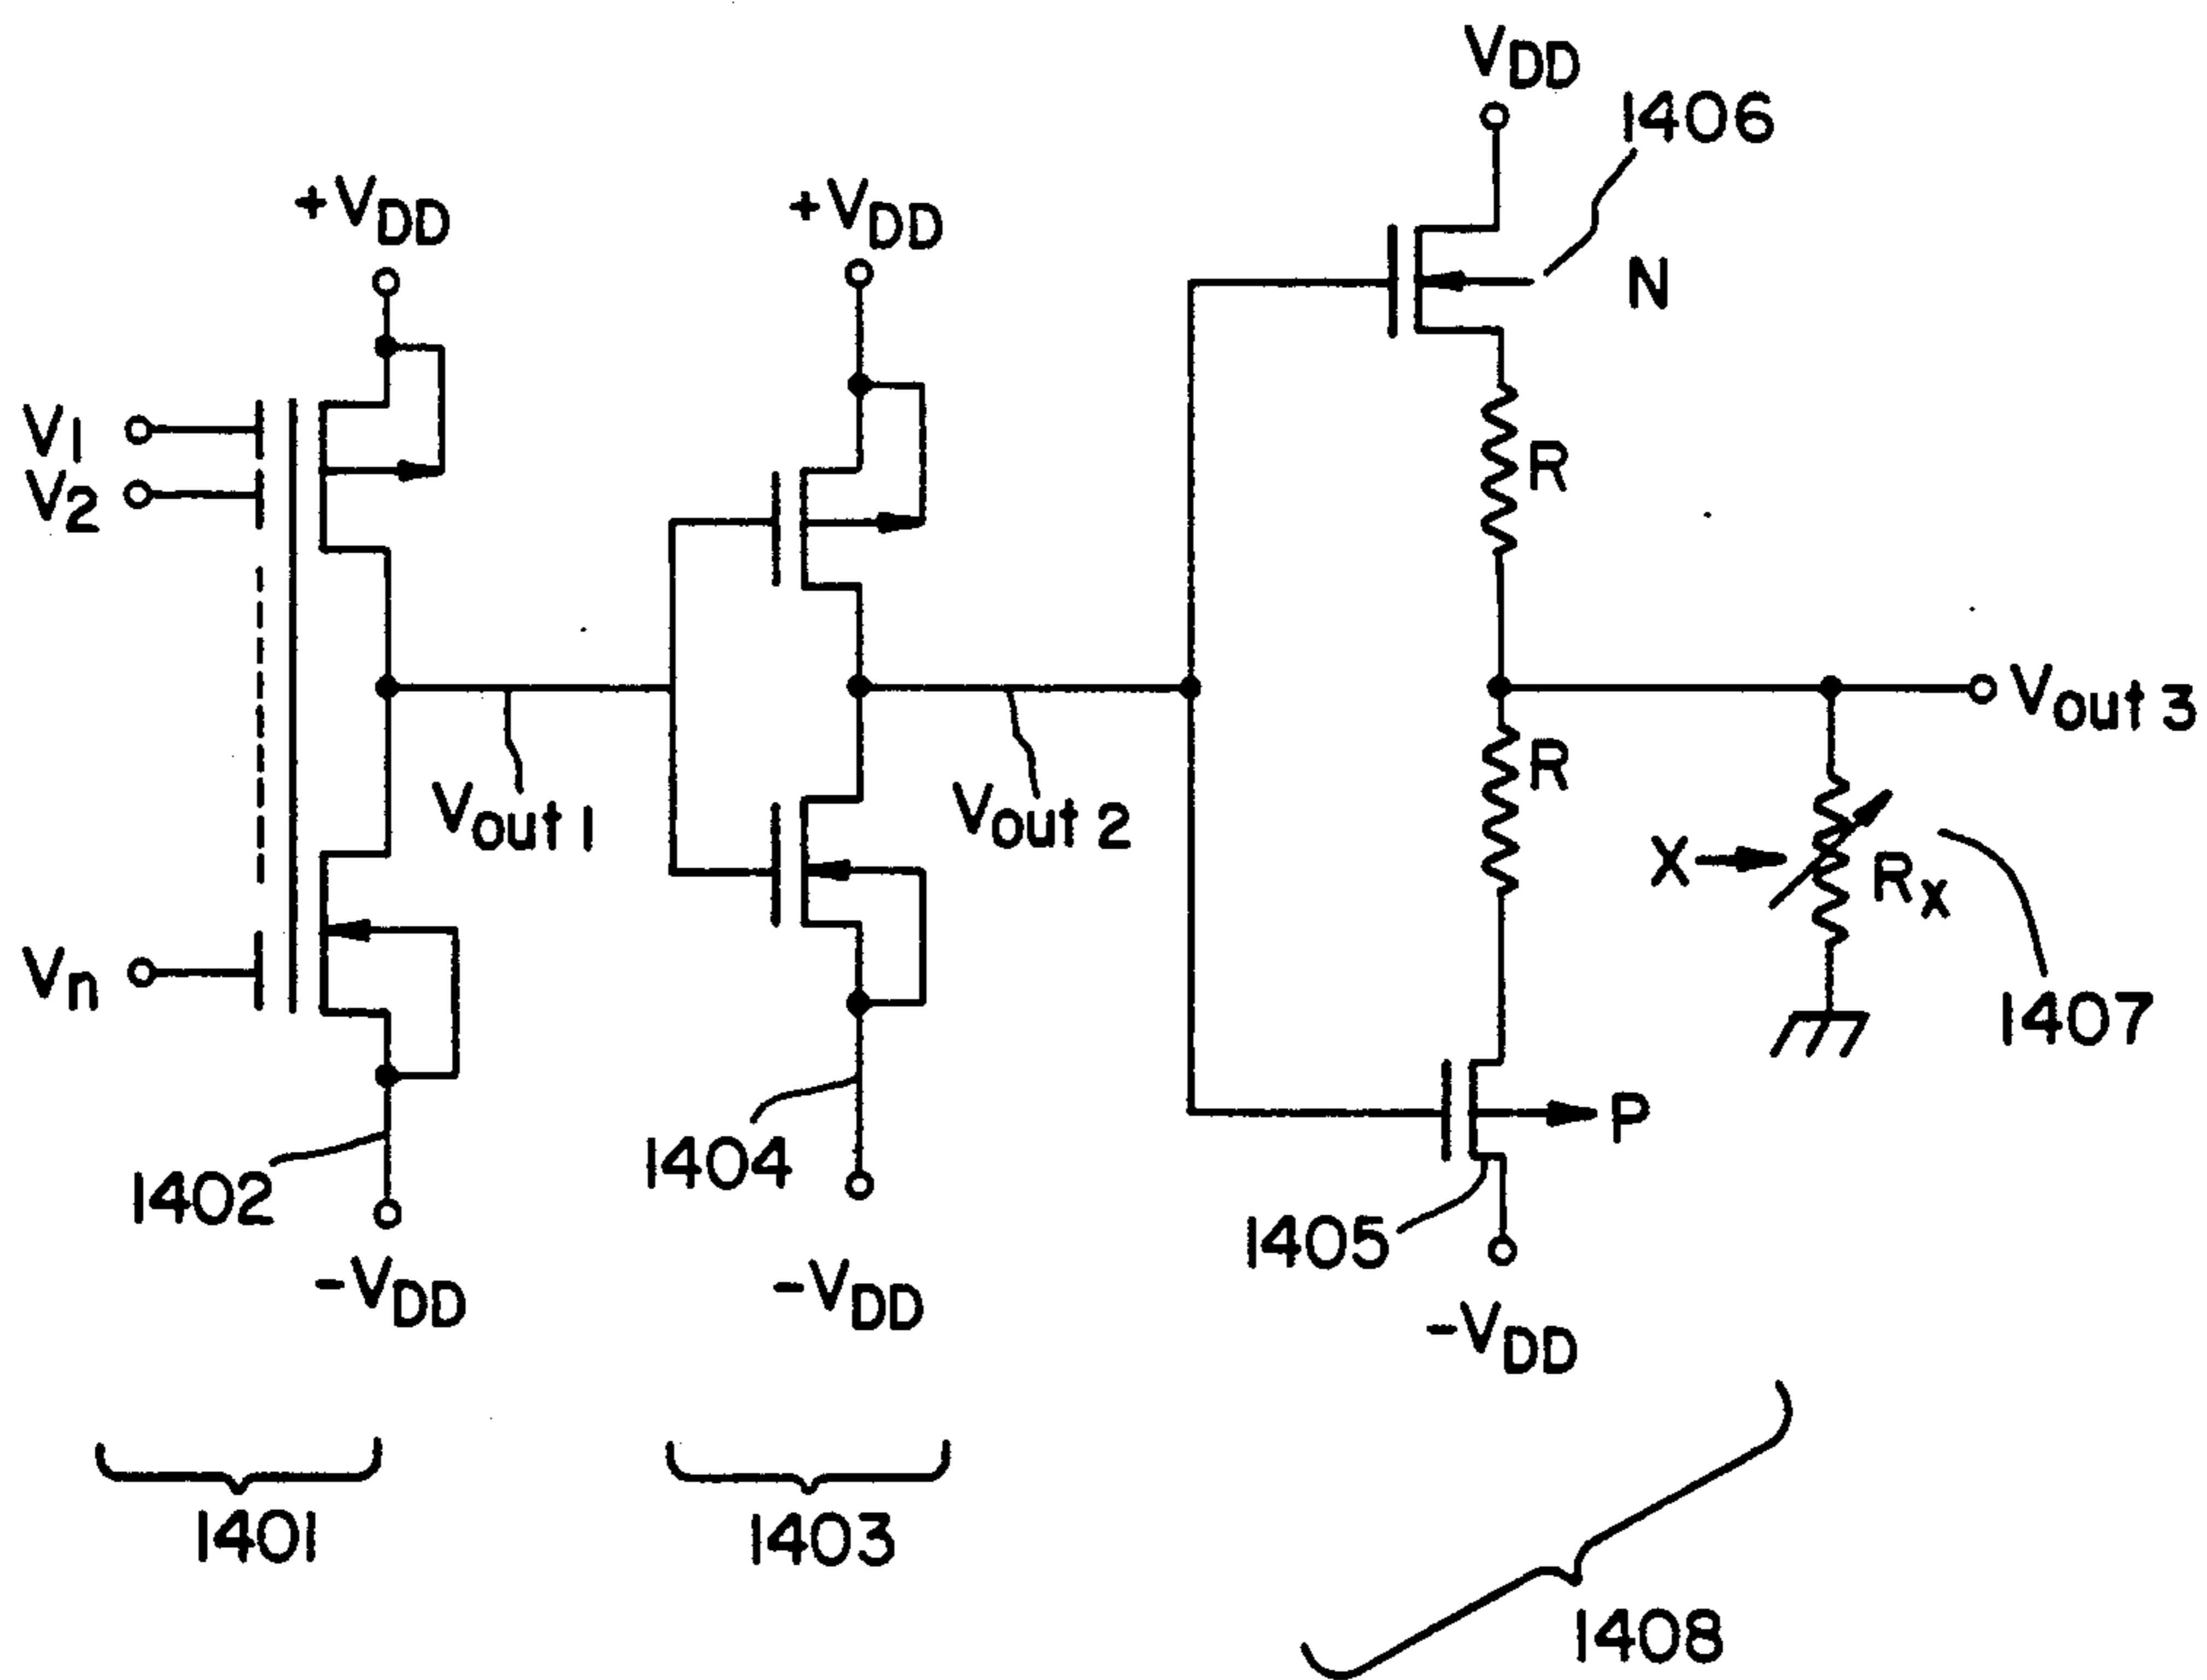 VDD
1406
+VDD
+VDD
N
V1
V2
R
Vout 1
Vout 2
R
Vout 3
X
RX
Vn
1407
1402
1404
P
1405
-VDD
-VDD
-VDD
1401
1403
1408